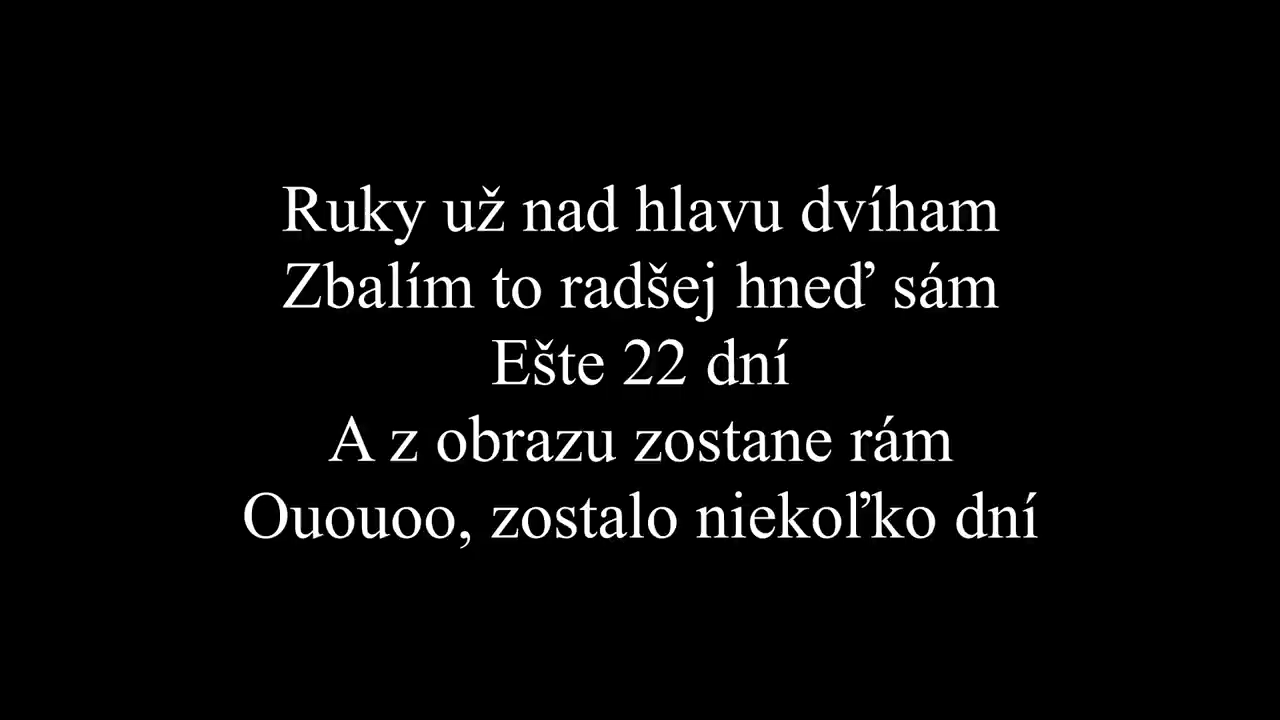 Ruky už nad hlavu dvíham
Zbalím to radšej hneď sám
Ešte 22 dní
A z obrazu zostane rám
Ououoo, zostalo niekoľko dní